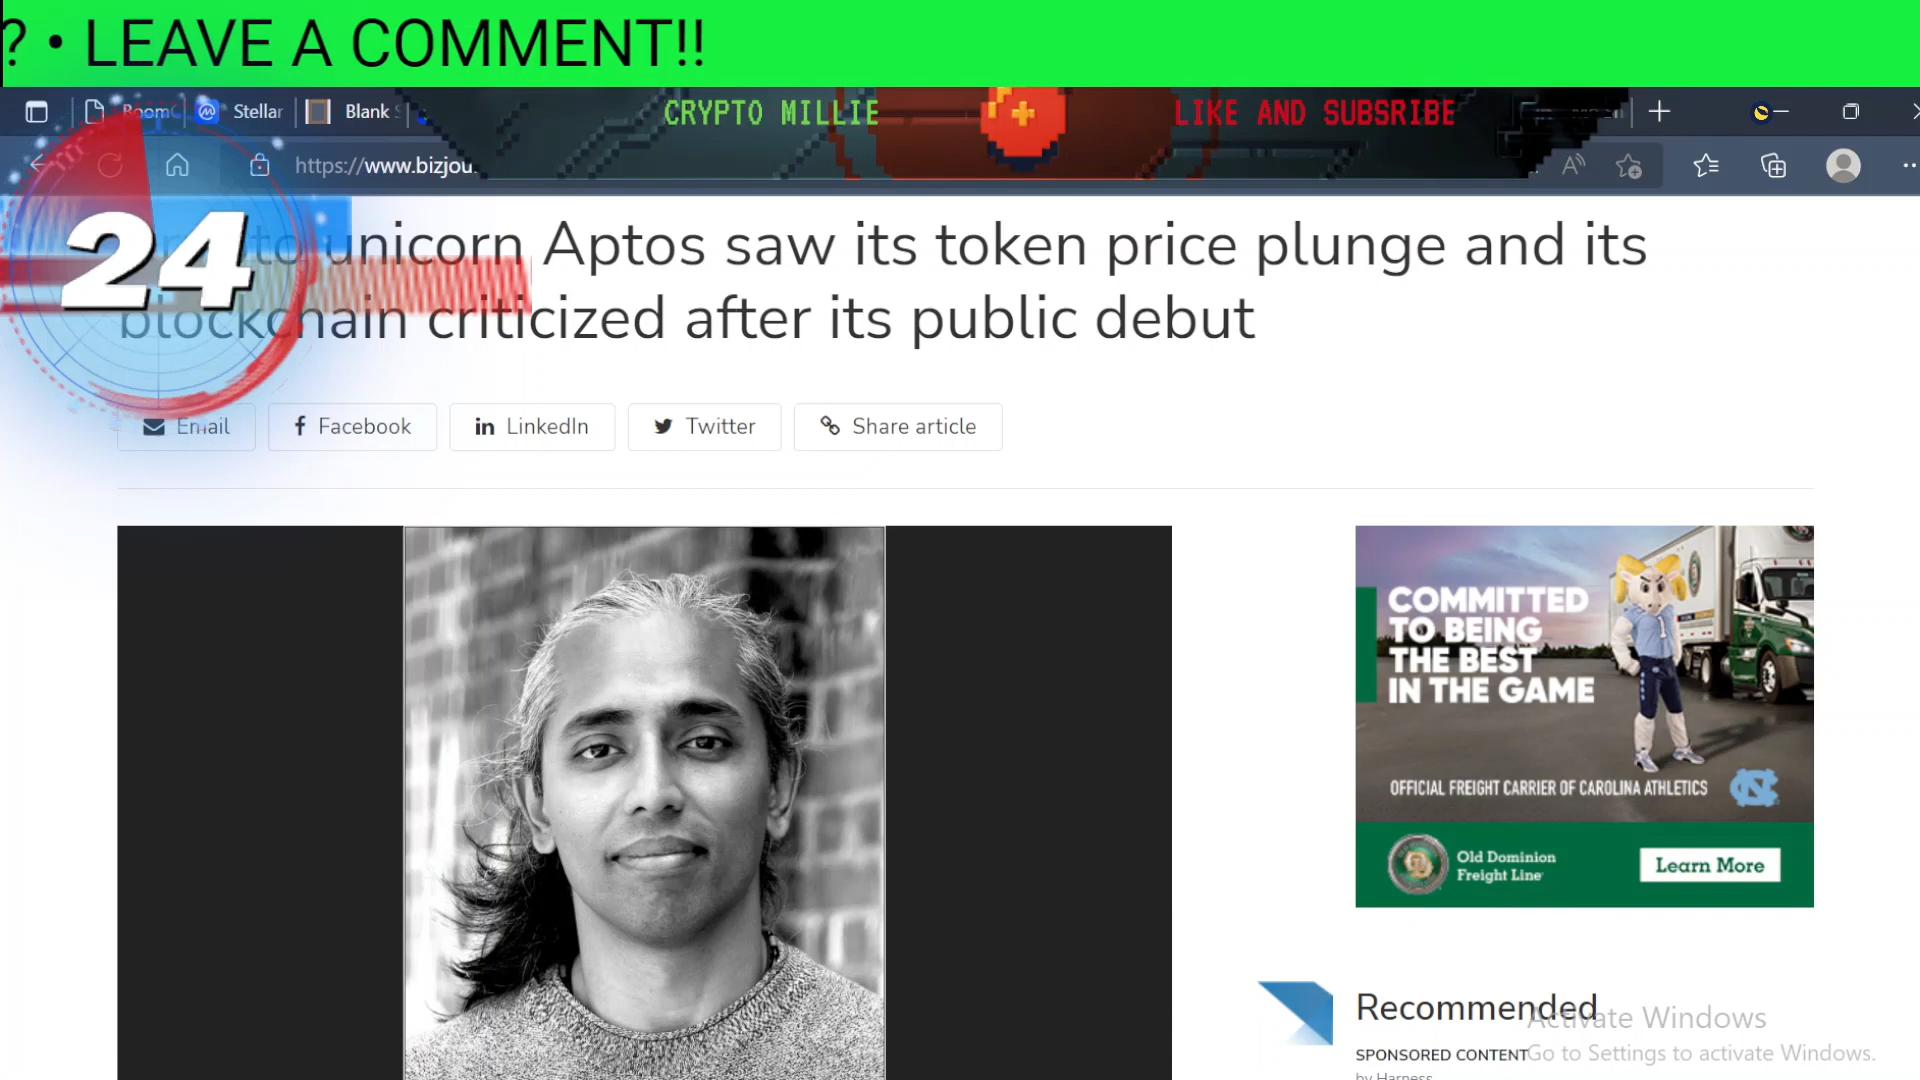 ? • LEAVE A COMMENT!!
Stellar
Blank
CRYPTO MILLIE
LIKE AND SUBSRIBE
https://www.bizjou
24
unicorn Aptos saw its token price plunge and its
blockchain criticized after its public debut
Email
Facebook
LinkedIn
Twitter
Share article
COMMITTED
TO BEING
THE BEST
IN THE GAME
OFFICIAL FREIGHT CARRIER OF CAROLINA ATHLETICS
Old Dominion
Freight Line
Learn More
Recommended
Activate Windows
SPONSORED CONTENT
Go to Settings to activate Windows.
by Harness